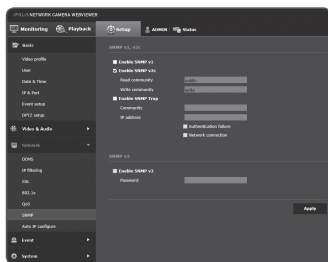 iPOLiS NETWORK CAMERA WEBVIEWER
Monitoring
Playback
Setup
ADMIN
Status
Basic
Video profile
User
Date & Time
IP & Port
Event setup
DPTZ setup
Video & Audio
Network
DDNS
IP filtering
SSL
802.1x
QoS
SNMP
Auto IP configure
Event
System
SNMP v1, v2c
Enable SNMP v1
Enable SNMP v2c
Read community
public
Write community
write
Enable SNMP Trap
Community
IP address
Authentication failure
Network connection
SNMP v3
Enable SNMP v3
Password
Apply